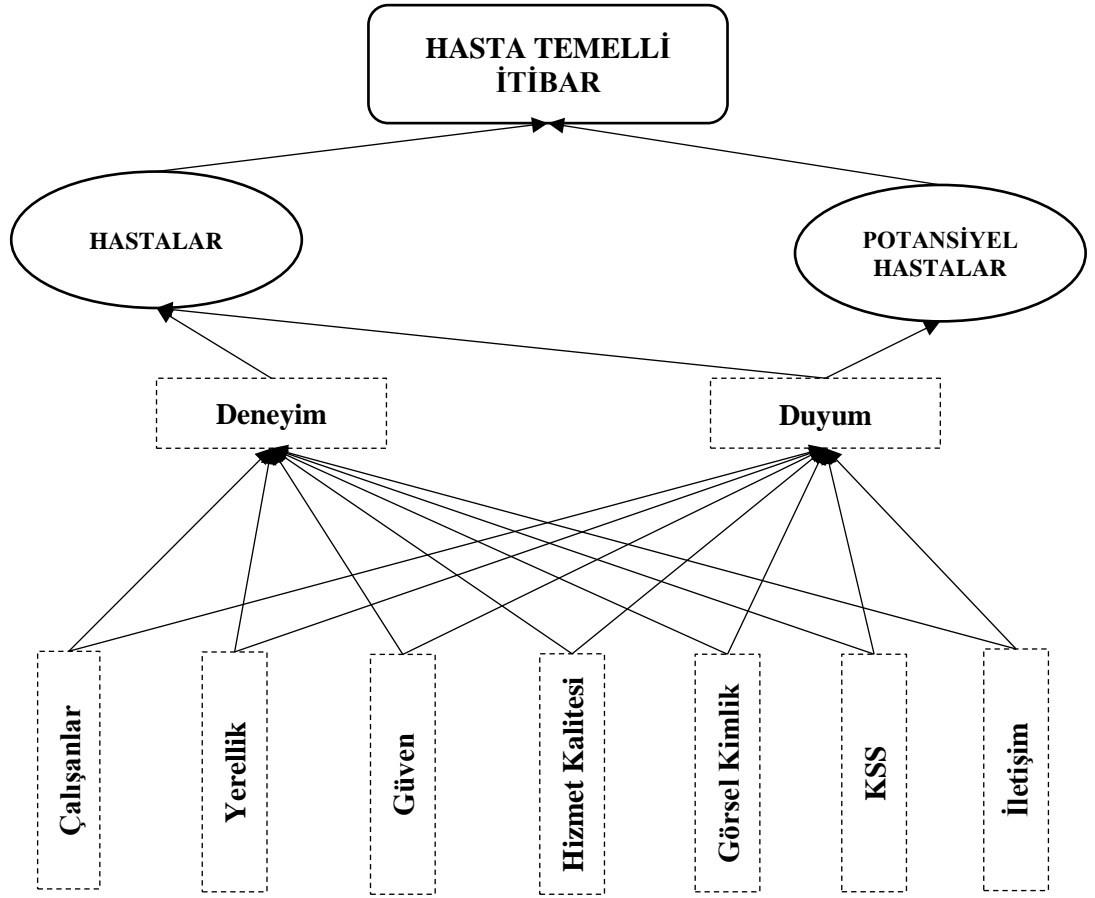 HASTA TEMELLİ
İTİBAR
HASTALAR
POTANSİYEL
HASTALAR
Deneyim
Duyum
Çalışanlar
Yerellik
Güven
Hizmet Kalitesi
Görsel Kimlik
KSS
İletişim